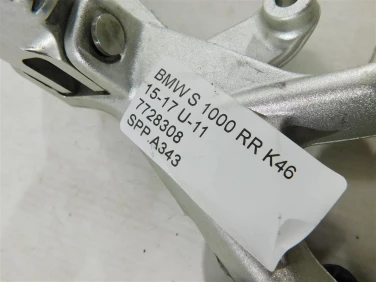 BMW S 1000 RR K46
15-17 U-11
7728308
SPP.A343